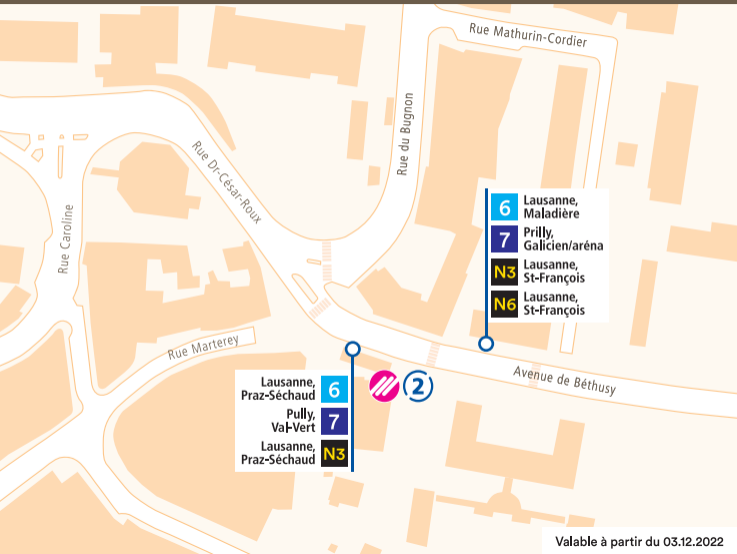 Rue Mathurin-Cordier
Rue du Bugnon
Rue Dr-César-Roux
Rue Caroline
6 Lausanne,
Maladière
7 Prilly,
Galicien/aréna
N3 Lausanne,
St-François
N6 Lausanne,
St-François
Rue Marterey
Avenue de Béthusy
Lausanne,
Praz-Séchaud 6
Pully,
Val-Vert 7
Lausanne,
Praz-Séchaud N3
2
Valable à partir du 03.12.2022